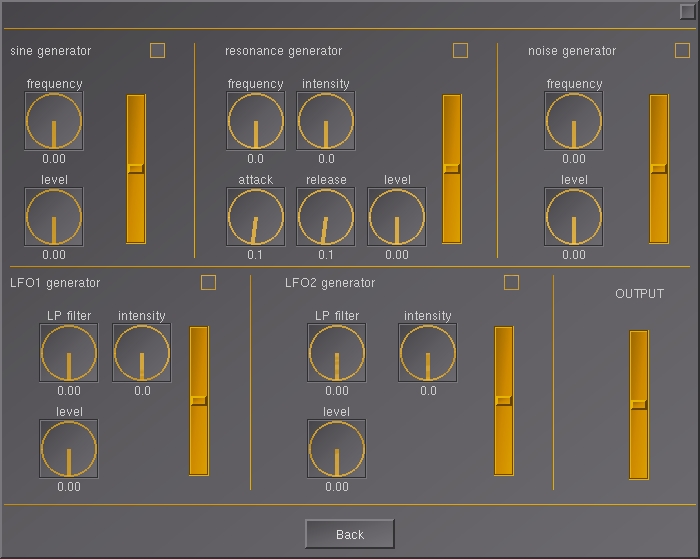 sine generator
resonance generator
noise generator
frequency
frequency
intensity
frequency
0.00
0.0
0.0
0.00
level
attack
release
level
level
0.00
0.1
0.1
0.00
0.00
LFO1 generator
LFO2 generator
OUTPUT
LP filter
intensity
LP filter
intensity
0.00
0.0
0.00
0.0
level
level
0.00
0.00
Back